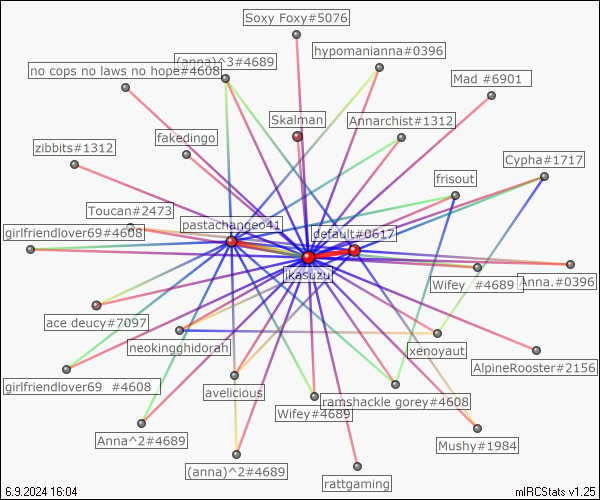 Soxy Foxy#5076
hypomanianna#0396
(anna)^3#4689
no cops no laws no hope#4608
Mad #6901
Skalman
Annarchist#1312
fakedingo
zibbits#1312
Cypha#1717
frisout
Toucan#2473
pastachangeo41
girlfriendlover69#4608
default#0617
jkasuzu
Wifey  #4689
Anna.#0396
ace deucy#7097
neokingghidorah
xenoyaut
AlpineRooster#2156
girlfriendlover69  #4608
avelicious
ramshackle gorey#4608
Wifey#4689
Anna^2#4689
Mushy#1984
(anna)^2#4689
rattgaming
6.9.2024 16:04
mIRCStats v1.25